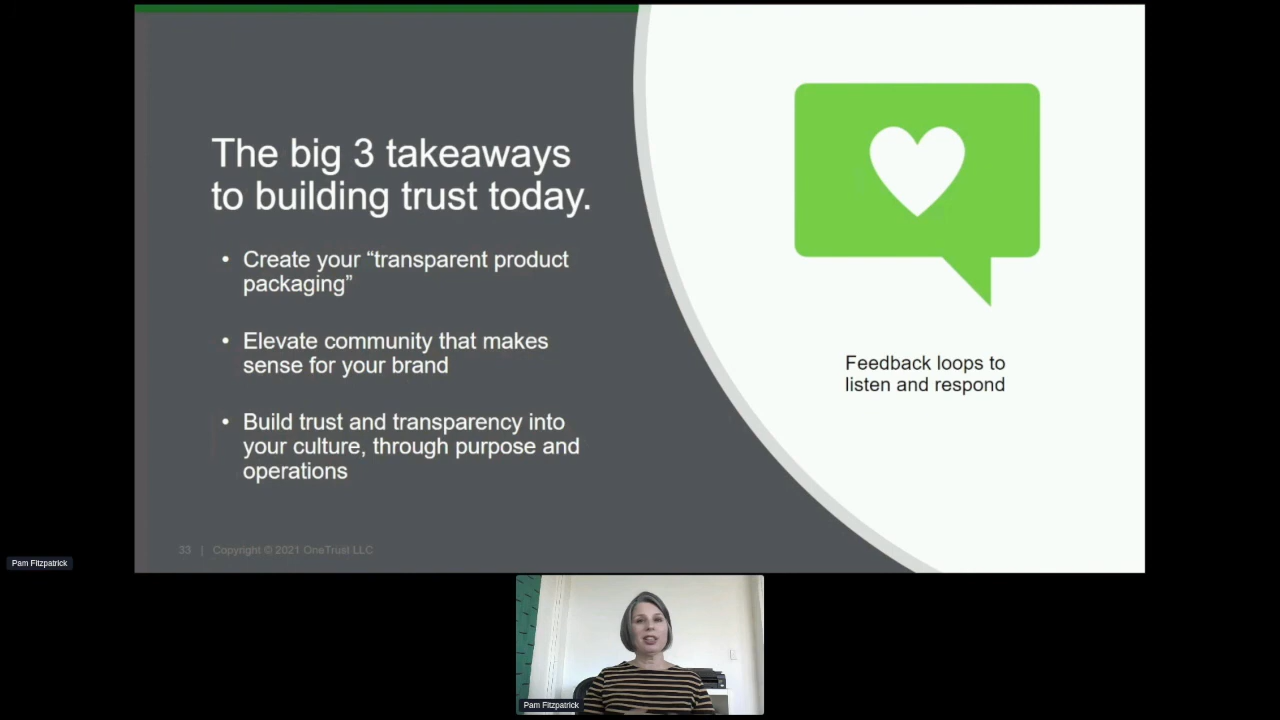 The big 3 takeaways
to building trust today.
• Create your “transparent product
packaging”
• Elevate community that makes
sense for your brand
• Build trust and transparency into
your culture, through purpose and
operations
Feedback loops to
listen and respond
33 | Copyright © 2021 OneTrust LLC
Pam Fitzpatrick
Pam Fitzpatrick